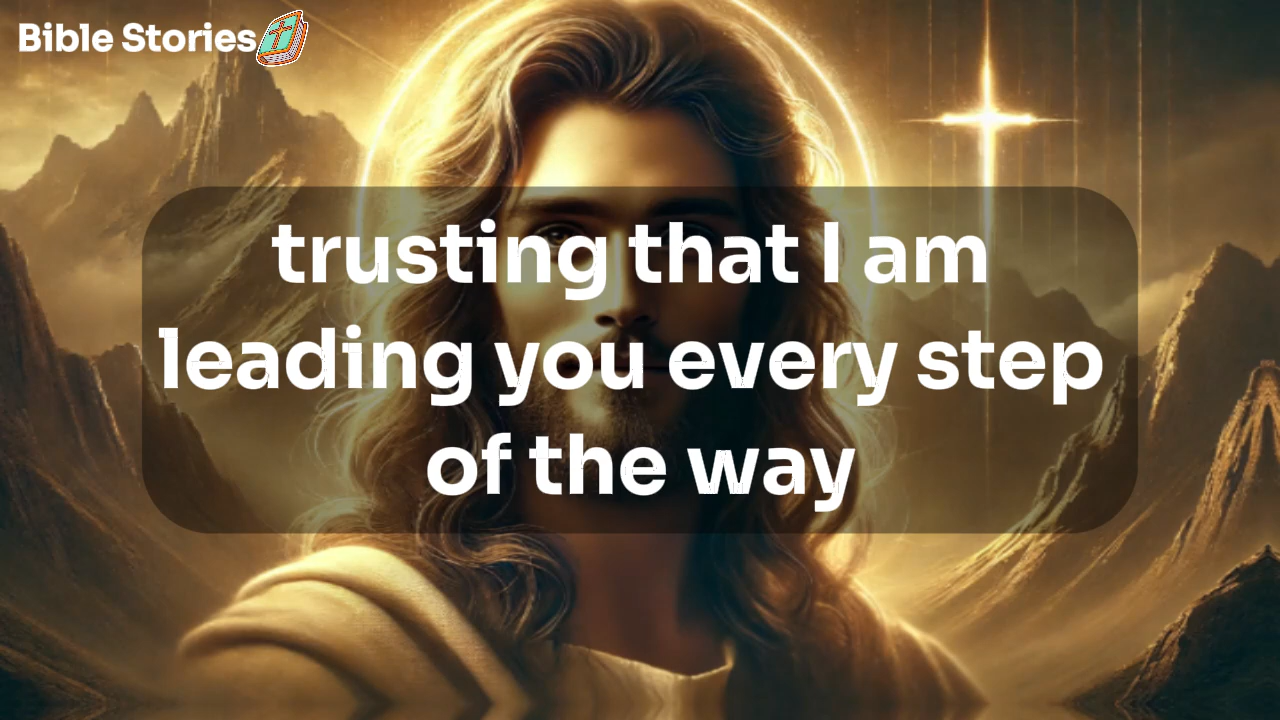 Bible Stories
trusting that I am
leading you every step
of the way